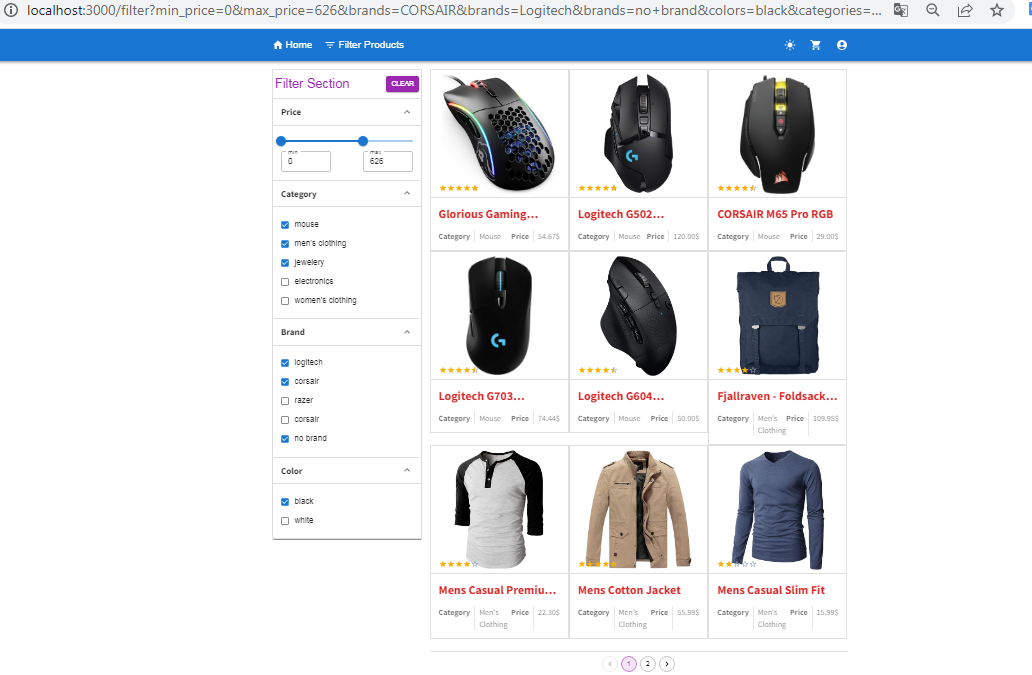 localhost:3000/filter?min_price=0&max_price=626&brands=CORSAIR&brands=Logitech&brands=no+brand&colors=black&categories=...
Home Filter Products
Filter Section CLEAR
Price
min max
0 626
Category
mouse
men's clothing
jewelery
electronics
women's clothing
Brand
logitech
corsair
razer
corsair
no brand
Color
black
white
Glorious Gaming...
Category Mouse Price 54.67$
Logitech G502...
Category Mouse Price 120.00$
CORSAIR M65 Pro RGB
Category Mouse Price 29.00$
Logitech G703...
Category Mouse Price 74.44$
Logitech G604...
Category Mouse Price 50.00$
Fjallraven - Foldsack...
Category Men's Clothing Price 109.95$
Mens Casual Premiu...
Category Men's Clothing Price 22.30$
Mens Cotton Jacket
Category Men's Clothing Price 55.99$
Mens Casual Slim Fit
Category Men's Clothing Price 15.99$
1 2